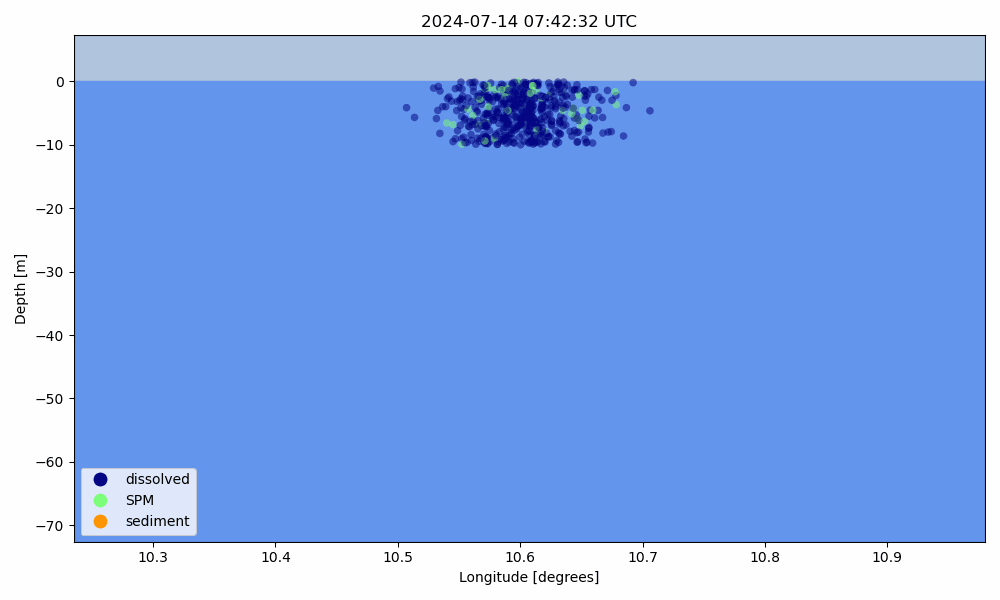 2024-07-14 07:42:32 UTC
0
−10
−20
−30
−40
−50
−60
−70
Depth [m]
dissolved
SPM
sediment
10.3 10.4 10.5 10.6 10.7 10.8 10.9
Longitude [degrees]